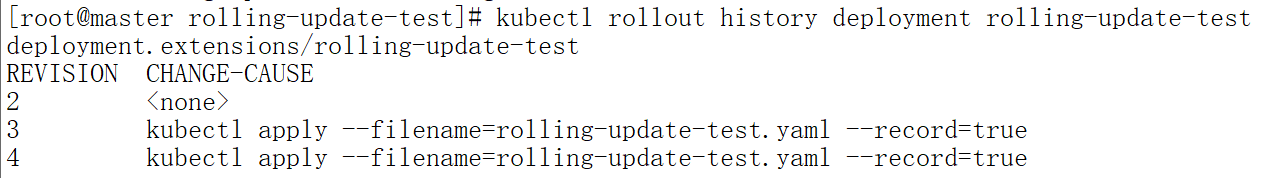 [root@master rolling-update-test]# kubectl rollout history deployment rolling-update-test
deployment.extensions/rolling-update-test
REVISION  CHANGE-CAUSE
2         <none>
3         kubectl apply --filename=rolling-update-test.yaml --record=true
4         kubectl apply --filename=rolling-update-test.yaml --record=true